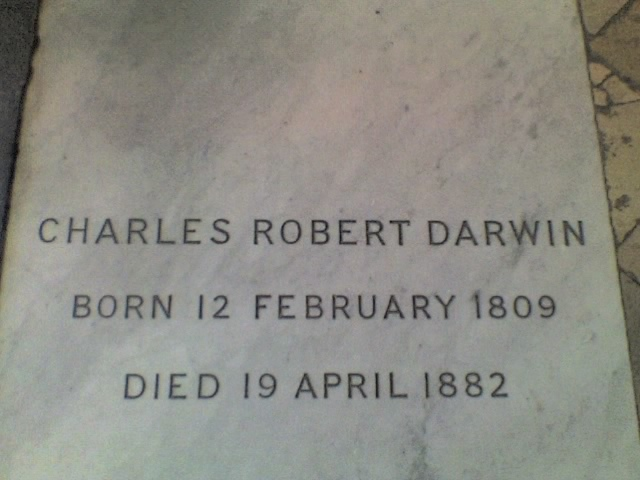 CHARLES ROBERT DARWIN
BORN 12 FEBRUARY 1809
DIED 19 APRIL 1882